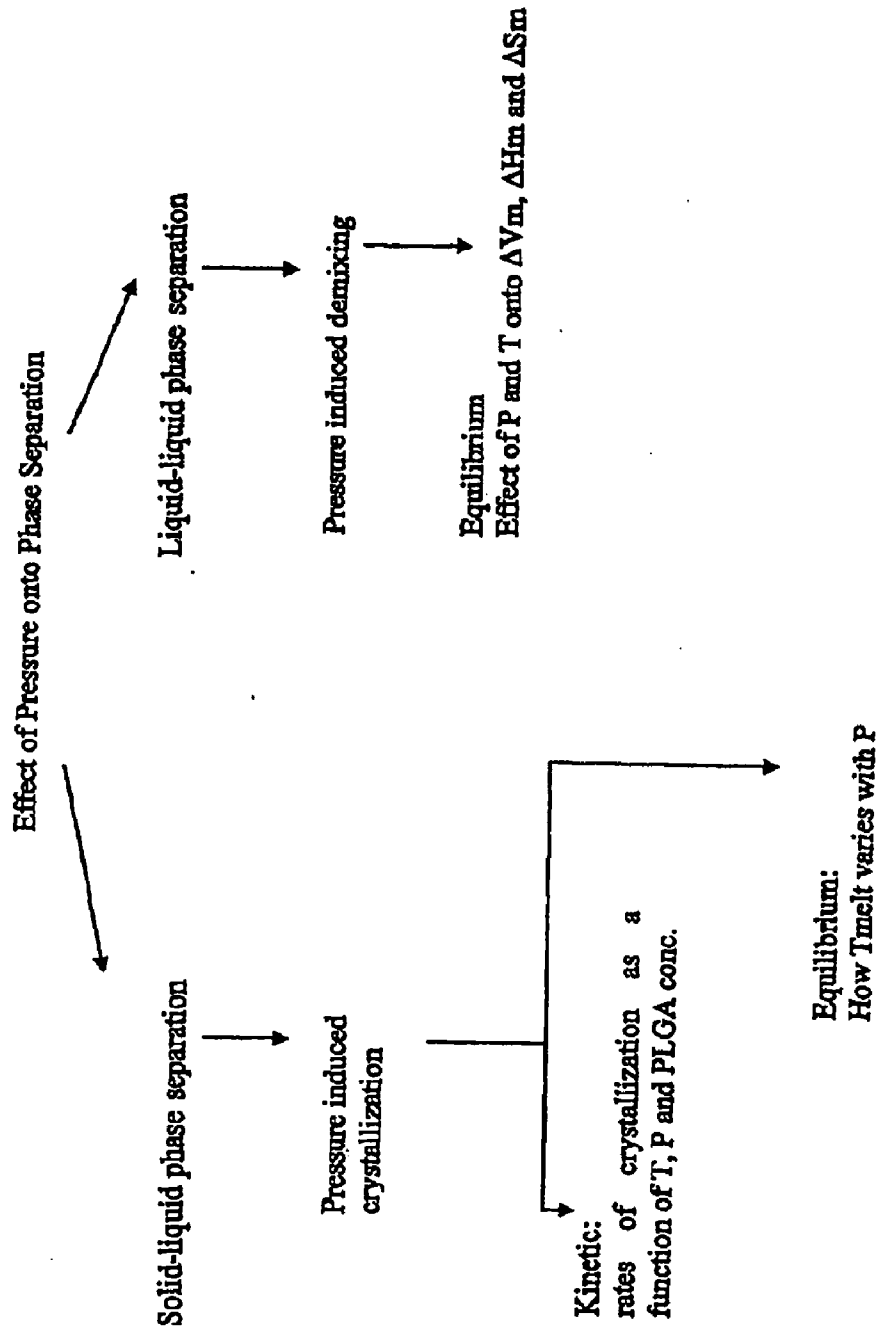 Effect of Pressure onto Phase Separation
Solid-liquid phase separation
Liquid-liquid phase separation
Pressure induced
crystallization
Pressure induced demixing
Kinetic:
rates of crystallization as a
function of T, P and PLGA conc.
Equilibrium:
How Tmelt varies with P
Equilibrium
Effect of P and T onto ΔVm, ΔHm and ΔSm